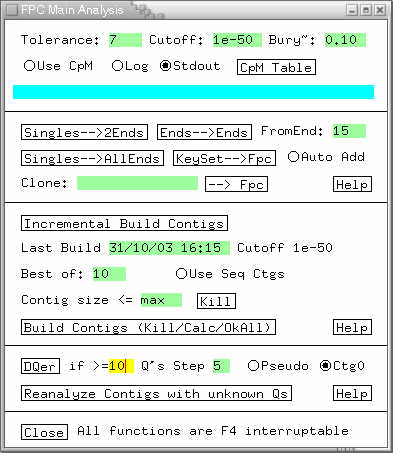 FPC Main Analysis
Tolerance: 7 Cutoff: 1e-50 Bury~: 0.10
Use CpM Log Stdout CpM Table
Singles-->2Ends Ends-->Ends FromEnd: 15
Singles-->AllEnds KeySet-->Fpc Auto Add
Clone: --> Fpc Help
Incremental Build Contigs
Last Build 31/10/03 16:15 Cutoff 1e-50
Best of: 10 Use Seq Ctgs
Contig size <= max Kill
Build Contigs (Kill/Calc/OkAll) Help
DQer if >=10 Q's Step 5 Pseudo Ctg0
Reanalyze Contigs with unknown Qs Help
Close All functions are F4 interruptable